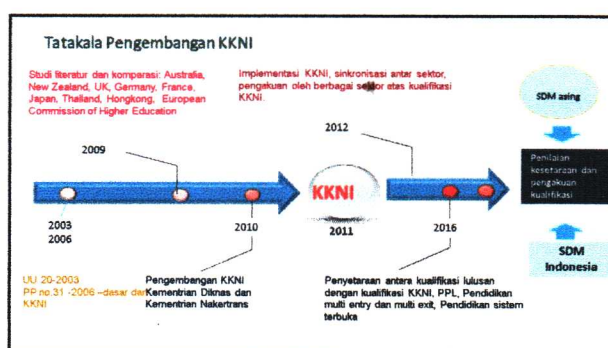 Tatakala Pengembangan KKNI
Studi literatur dan komparasi: Australia,
New Zealand, UK, Germany, France,
Japan, Thailand, Hongkong, European
Commission of Higher Education
Implementasi KKNI, sinkronisasi antar sektor,
pengakuan oleh berbagai sektor atas kualifikasi
KKNI.
SDM asing
2009
2012
Penilaian
kesetaraan dan
pengakuan
kualifikasi
KKNI
2003
2006
2010
2011
2016
SDM
Indonesia
UU 20-2003
PP no.31 -2006 –dasar dari
KKNI
Pengembangan KKNI
Kementrian Diknas dan
Kementrian Nakertrans
Penyetaraan antara kualifikasi lulusan
dengan kualifikasi KKNI, PPL, Pendidikan
multi entry dan multi exit, Pendidikan sistem
terbuka